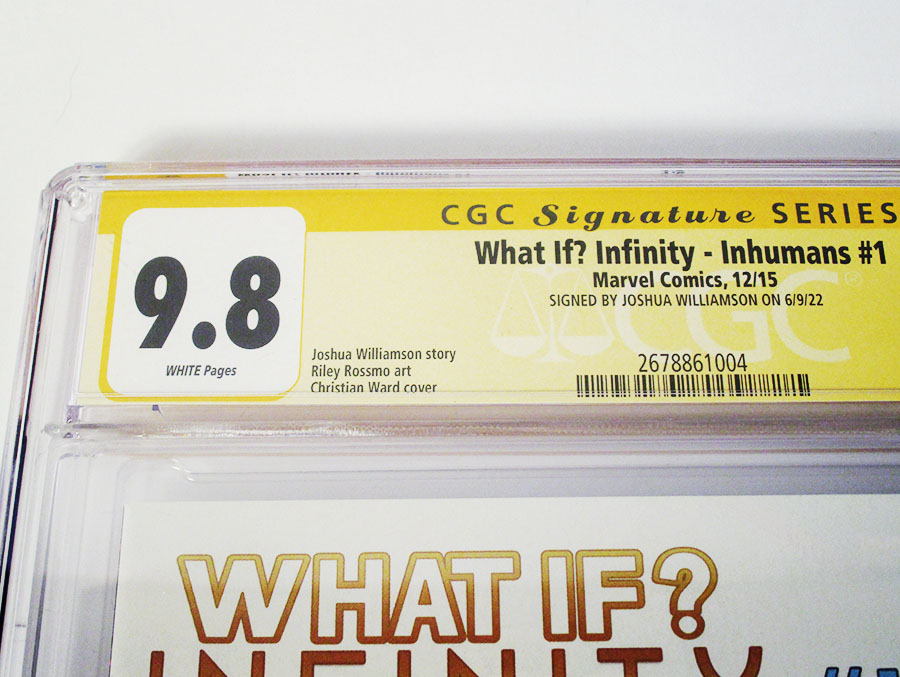 CGC Signature SERIES
What If? Infinity - Inhumans #1
Marvel Comics, 12/15
SIGNED BY JOSHUA WILLIAMSON ON 6/9/22
9.8
WHITE Pages
Joshua Williamson story
Riley Rossmo art
Christian Ward cover
CGC
2678861004
WHAT IF?
INFINITY